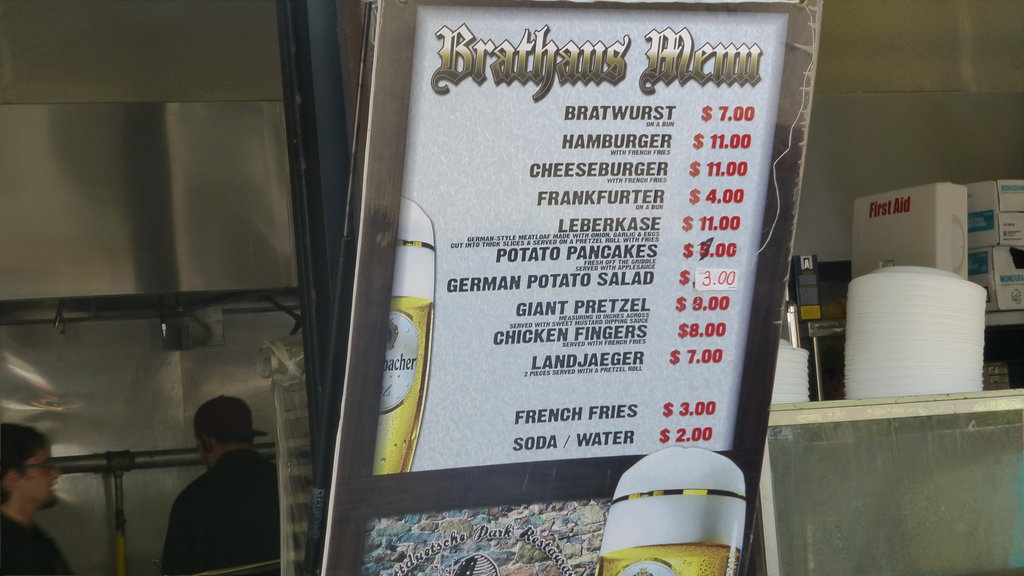 Brathaus Menu
BRATWURST $ 7.00
ON A BUN
HAMBURGER $ 11.00
WITH FRENCH FRIES
CHEESEBURGER $ 11.00
WITH FRENCH FRIES
FRANKFURTER $ 4.00
ON A BUN
LEBERKASE $ 11.00
GERMAN-STYLE MEATLOAF MADE WITH ONION, GARLIC & EGGS
CUT INTO THICK SLICES & SERVED ON A PRETZEL ROLL WITH FRIES
POTATO PANCAKES $ .00
FRESH OFF THE GRIDDLE
SERVED WITH APPLESAUCE
GERMAN POTATO SALAD $ 3.00
GIANT PRETZEL $ 8.00
MEASURING 10 INCHES ACROSS
SERVED WITH SWEET MUSTARD DIPPING SAUCE
CHICKEN FINGERS $8.00
SERVED WITH FRENCH FRIES
LANDJAEGER $ 7.00
2 PIECES SERVED WITH A PRETZEL ROLL
FRENCH FRIES $ 3.00
SODA / WATER $ 2.00
bacher
Park
First Aid